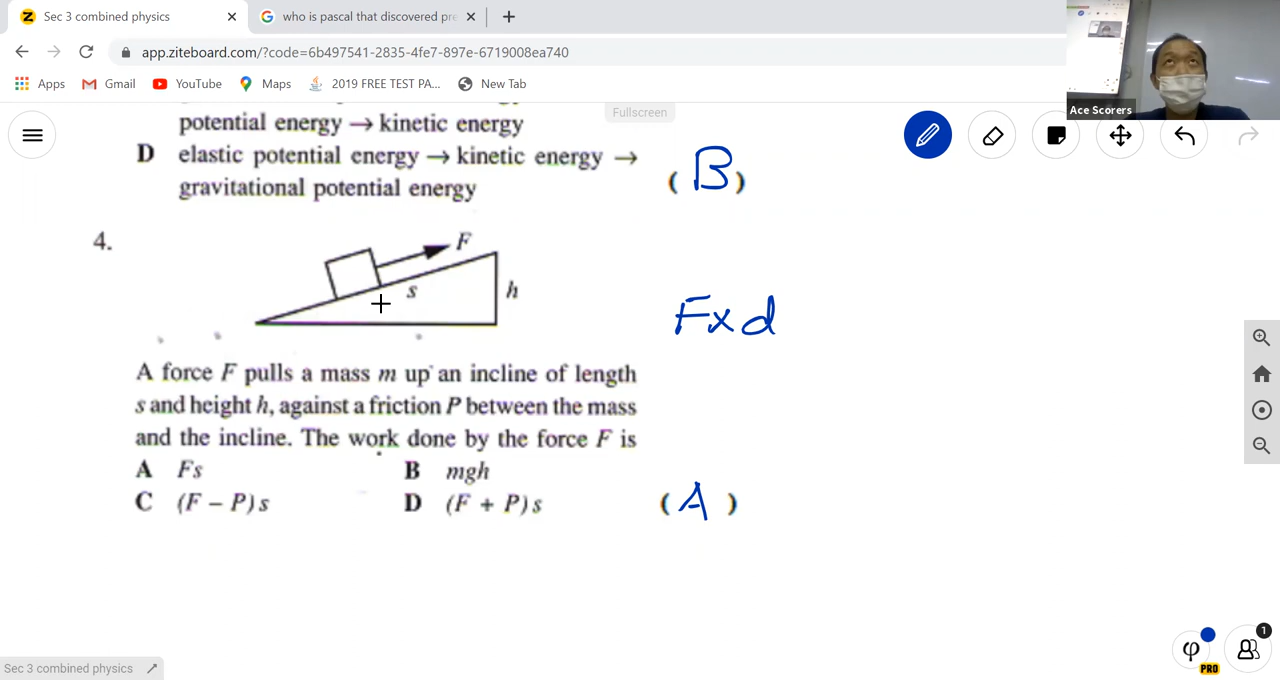 Sec 3 combined physics
who is pascal that discovered pre
app.ziteboard.com/?code=6b497541-2835-4fe7-897e-6719008ea740
Apps
Gmail
YouTube
Maps
2019 FREE TEST PA...
New Tab
Ace Scorers
Fullscreen
potential energy → kinetic energy
D elastic potential energy → kinetic energy →
gravitational potential energy
( B )
4.
F
s
h
F x d
A force F pulls a mass m up an incline of length
s and height h, against a friction P between the mass
and the incline. The work done by the force F is
A Fs B mgh
C (F – P)s D (F + P)s
( A )
Sec 3 combined physics
φ
PRO
1